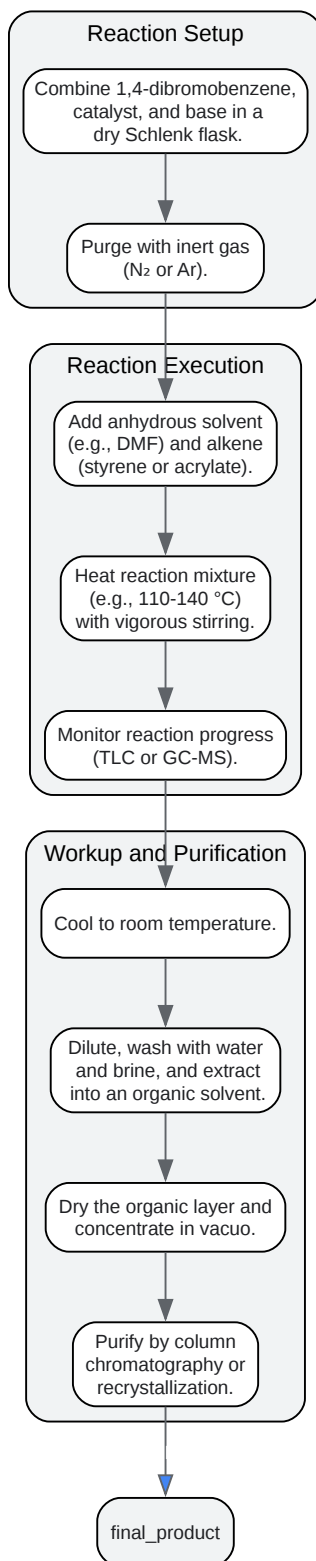 Reaction Setup
Combine 1,4-dibromobenzene,
catalyst, and base in a
dry Schlenk flask.
Purge with inert gas
(N₂ or Ar).
Reaction Execution
Add anhydrous solvent
(e.g., DMF) and alkene
(styrene or acrylate).
Heat reaction mixture
(e.g., 110-140 °C)
with vigorous stirring.
Monitor reaction progress
(TLC or GC-MS).
Workup and Purification
Cool to room temperature.
Dilute, wash with water
and brine, and extract
into an organic solvent.
Dry the organic layer and
concentrate in vacuo.
Purify by column
chromatography or
recrystallization.
final_product